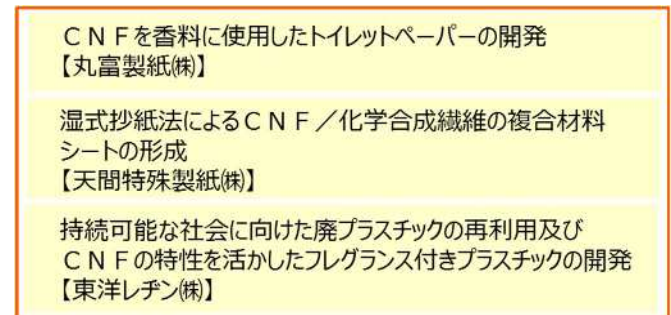 ＣＮＦを香料に使用したトイレットペーパーの開発
【丸富製紙㈱】
湿式抄紙法によるＣＮＦ／化学合成繊維の複合材料
シートの形成
【天間特殊製紙㈱】
持続可能な社会に向けた廃プラスチックの再利用及び
ＣＮＦの特性を活かしたフレグランス付きプラスチックの開発
【東洋レヂン㈱】